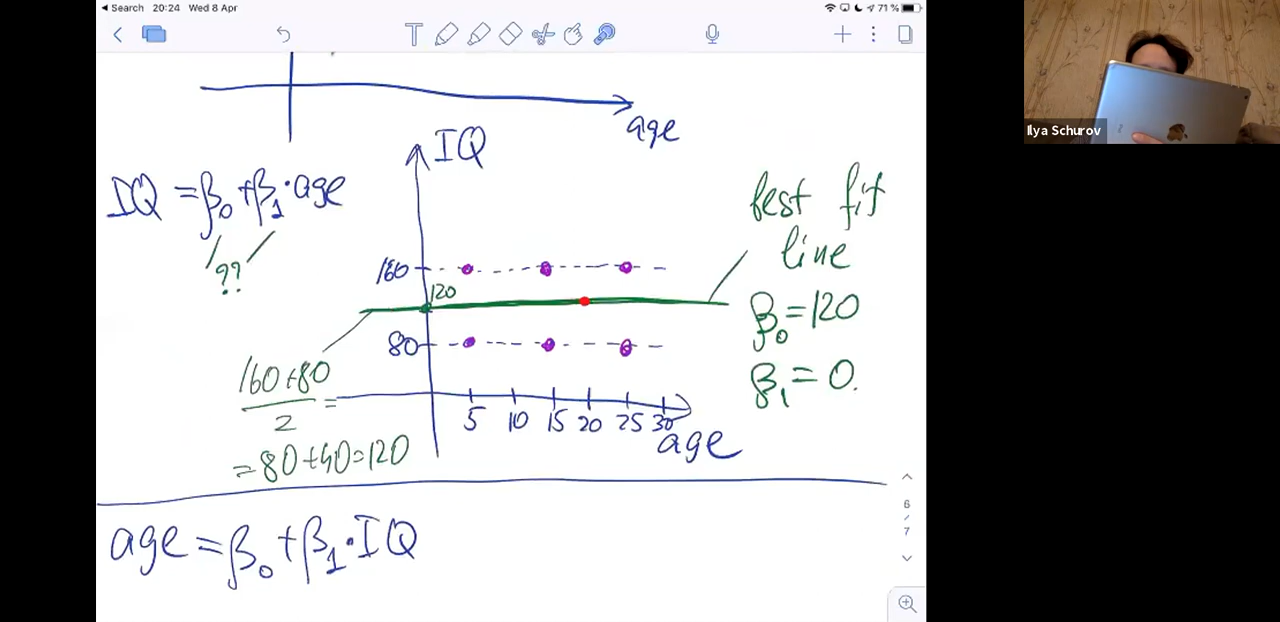 Search 20:24 Wed 8 Apr
71 %
T
age
IQ
IQ = β₀ + β₁ · age
??
160
120
80
5 10 15 20 25 30
age
160+80
2
=
= 80+40=120
fest fit
line
β₀ = 120
β₁ = 0.
age = β₀ + β₁ · IQ
6
/
7
Ilya Schurov